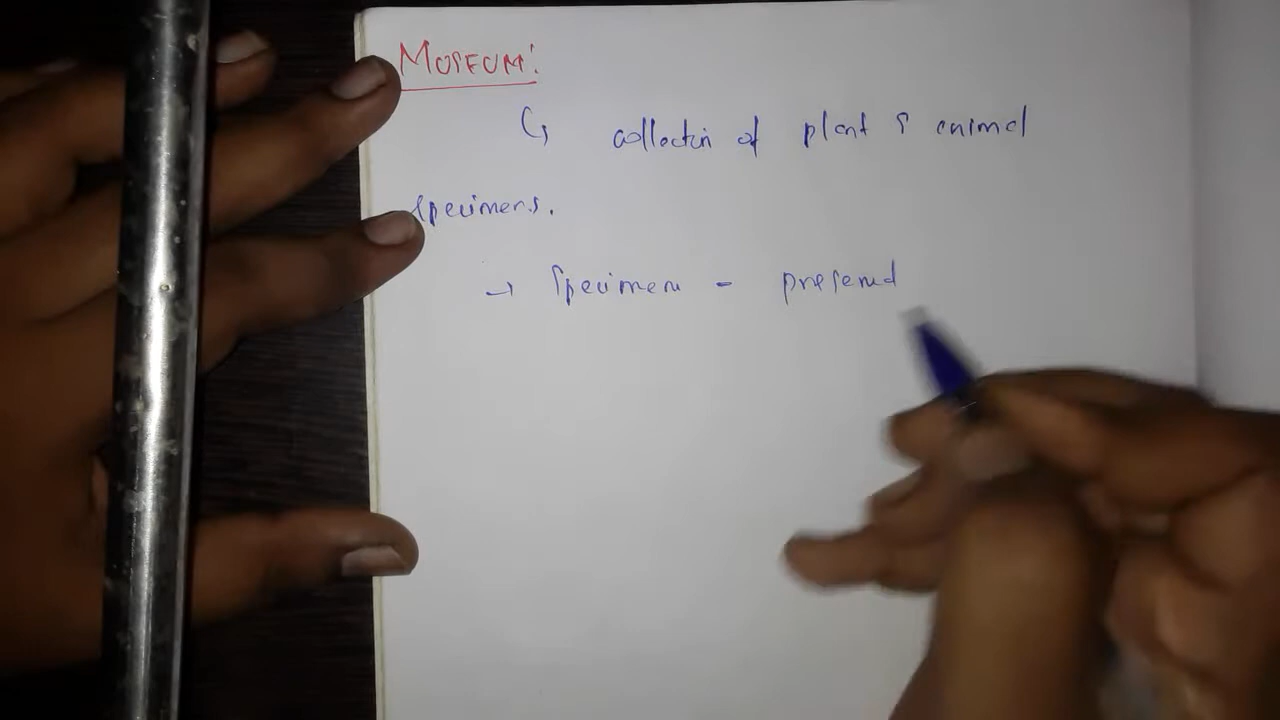 MUSEUM:
↳ collection of plant & animal
specimens.
→ Specimen - preserved